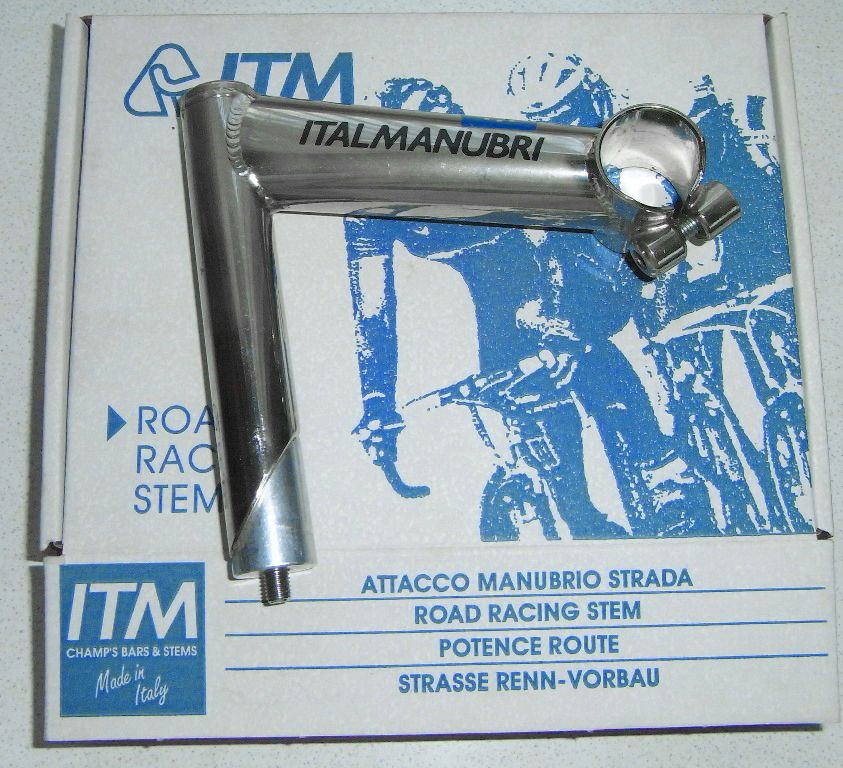 ITM
ITALMANUBRI
ROA
RAC
STEM
ITM
CHAMP'S BARS & STEMS
Made in
Italy
ATTACCO MANUBRIO STRADA
ROAD RACING STEM
POTENCE ROUTE
STRASSE RENN-VORBAU